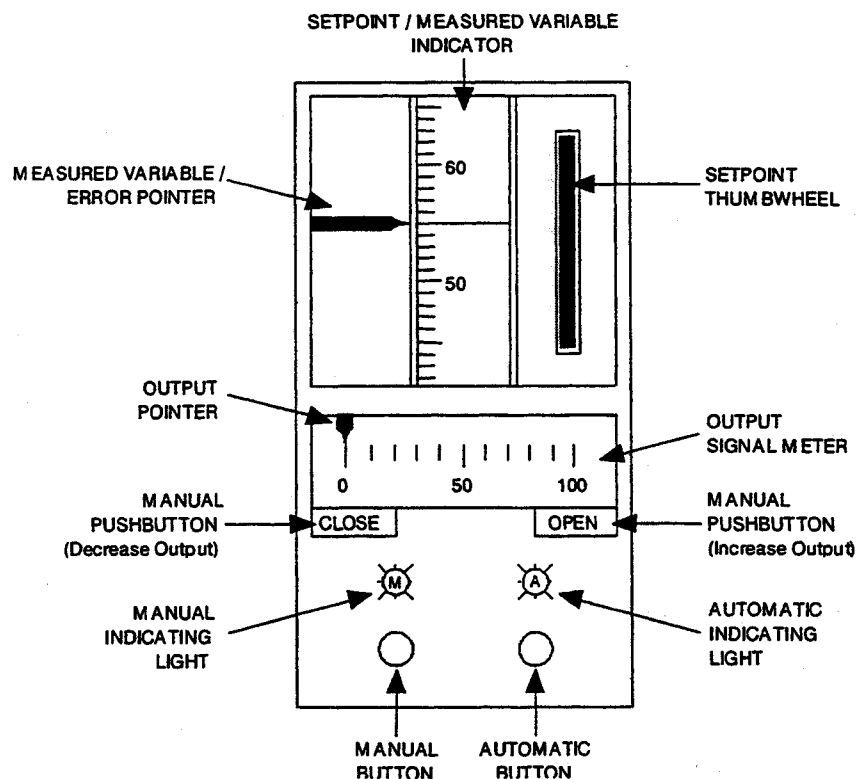 SETPOINT / MEASURED VARIABLE
INDICATOR
MEASURED VARIABLE /
ERROR POINTER
SETPOINT
THUMBWHEEL
60
50
OUTPUT
POINTER
OUTPUT
SIGNAL METER
0
50
100
MANUAL
PUSHBUTTON
(Decrease Output)
CLOSE
OPEN
MANUAL
PUSHBUTTON
(Increase Output)
M
A
MANUAL
INDICATING
LIGHT
AUTOMATIC
INDICATING
LIGHT
MANUAL
BUTTON
AUTOMATIC
BUTTON